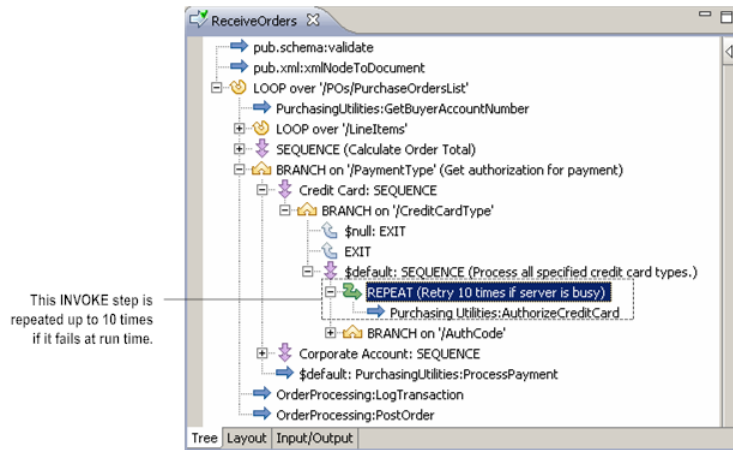 ReceiveOrders
pub.schema:validate
pub.xml:xmlNodeToDocument
LOOP over '/POs/PurchaseOrdersList'
PurchasingUtilities:GetBuyerAccountNumber
LOOP over '/LineItems'
SEQUENCE (Calculate Order Total)
BRANCH on '/PaymentType' (Get authorization for payment)
Credit Card: SEQUENCE
BRANCH on '/CreditCardType'
$null: EXIT
EXIT
$default: SEQUENCE (Process all specified credit card types.)
REPEAT (Retry 10 times if server is busy)
Purchasing Utilities:AuthorizeCreditCard
BRANCH on '/AuthCode'
Corporate Account: SEQUENCE
$default: PurchasingUtilities:ProcessPayment
OrderProcessing:LogTransaction
OrderProcessing:PostOrder
Tree Layout Input/Output
This INVOKE step is
repeated up to 10 times
if it fails at run time.